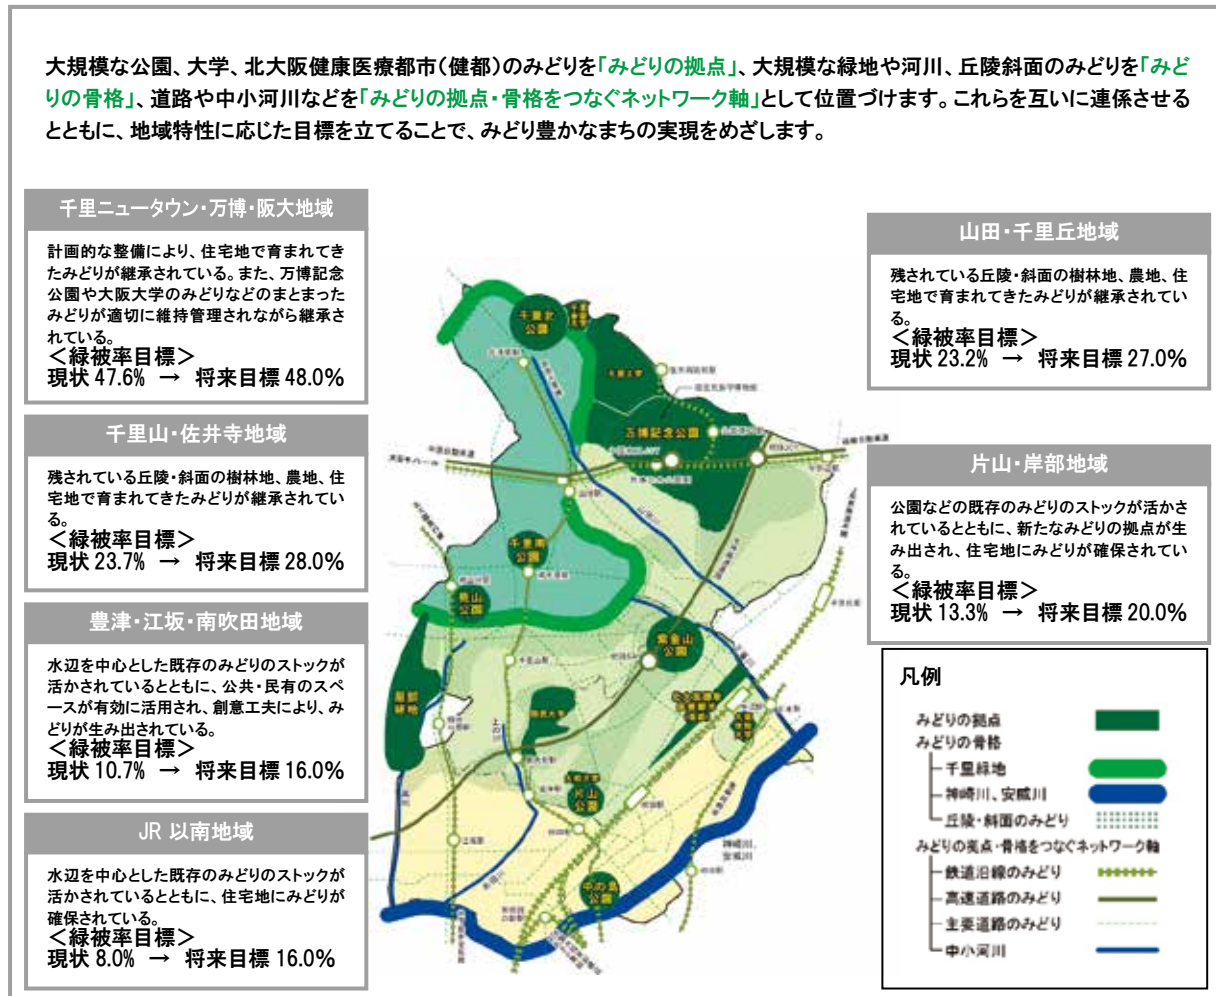 大規模な公園、大学、北大阪健康医療都市（健都）のみどりを「みどりの拠点」、大規模な緑地や河川、丘陵斜面のみどりを「みど
りの骨格」、道路や中小河川などを「みどりの拠点・骨格をつなぐネットワーク軸」として位置づけます。これらを互いに連係させる
とともに、地域特性に応じた目標を立てることで、みどり豊かなまちの実現をめざします。
千里ニュータウン・万博・阪大地域
計画的な整備により、住宅地で育まれてき
たみどりが継承されている。また、万博記念
公園や大阪大学のみどりなどのまとまった
みどりが適切に維持管理されながら継承さ
れている。
＜緑被率目標＞
現状 47.6% → 将来目標 48.0%
千里山・佐井寺地域
残されている丘陵・斜面の樹林地、農地、住
宅地で育まれてきたみどりが継承されてい
る。
＜緑被率目標＞
現状 23.7% → 将来目標 28.0%
豊津・江坂・南吹田地域
水辺を中心とした既存のみどりのストックが
活かされているとともに、公共・民有のスペ
ースが有効に活用され、創意工夫により、み
どりが生み出されている。
＜緑被率目標＞
現状 10.7% → 将来目標 16.0%
JR 以南地域
水辺を中心とした既存のみどりのストックが
活かされているとともに、住宅地にみどりが
確保されている。
＜緑被率目標＞
現状 8.0% → 将来目標 16.0%
山田・千里丘地域
残されている丘陵・斜面の樹林地、農地、住
宅地で育まれてきたみどりが継承されてい
る。
＜緑被率目標＞
現状 23.2% → 将来目標 27.0%
片山・岸部地域
公園などの既存のみどりのストックが活か
されているとともに、新たなみどりの拠点が生
み出され、住宅地にみどりが確保されてい
る。
＜緑被率目標＞
現状 13.3% → 将来目標 20.0%
千里北
公園
大阪大学
万博記念公園
千里南
公園
桃山
公園
紫金山
公園
服部
緑地
関西大学
片山
公園
中の島
公園
神崎川、
安威川
凡例
みどりの拠点
みどりの骨格
千里緑地
神崎川、安威川
丘陵・斜面のみどり
みどりの拠点・骨格をつなぐネットワーク軸
鉄道沿線のみどり
高速道路のみどり
主要道路のみどり
中小河川